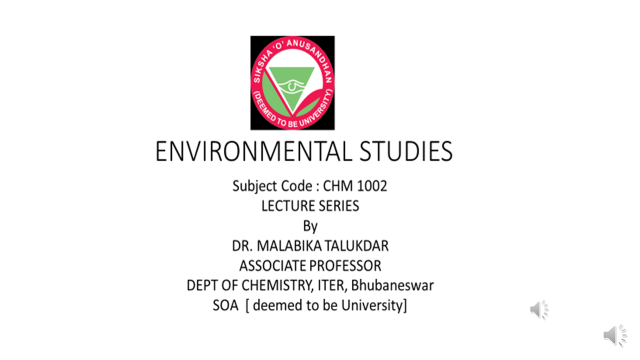 SIKSHA 'O' ANUSANDHAN
(DEEMED TO BE UNIVERSITY)
ENVIRONMENTAL STUDIES
Subject Code : CHM 1002
LECTURE SERIES
By
DR. MALABIKA TALUKDAR
ASSOCIATE PROFESSOR
DEPT OF CHEMISTRY, ITER, Bhubaneswar
SOA [ deemed to be University]